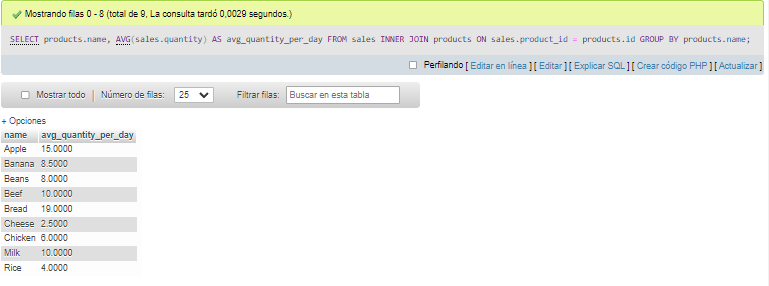 Mostrando filas 0 - 8 (total de 9, La consulta tardó 0,0029 segundos.)
SELECT products.name, AVG(sales.quantity) AS avg_quantity_per_day FROM sales INNER JOIN products ON sales.product_id = products.id GROUP BY products.name;
Perfilando [ Editar en línea ] [ Editar ] [ Explicar SQL ] [ Crear código PHP ] [ Actualizar ]
Mostrar todo | Número de filas: 25 Filtrar filas: Buscar en esta tabla
+ Opciones
name avg_quantity_per_day
Apple 15.0000
Banana 8.5000
Beans 8.0000
Beef 10.0000
Bread 19.0000
Cheese 2.5000
Chicken 6.0000
Milk 10.0000
Rice 4.0000